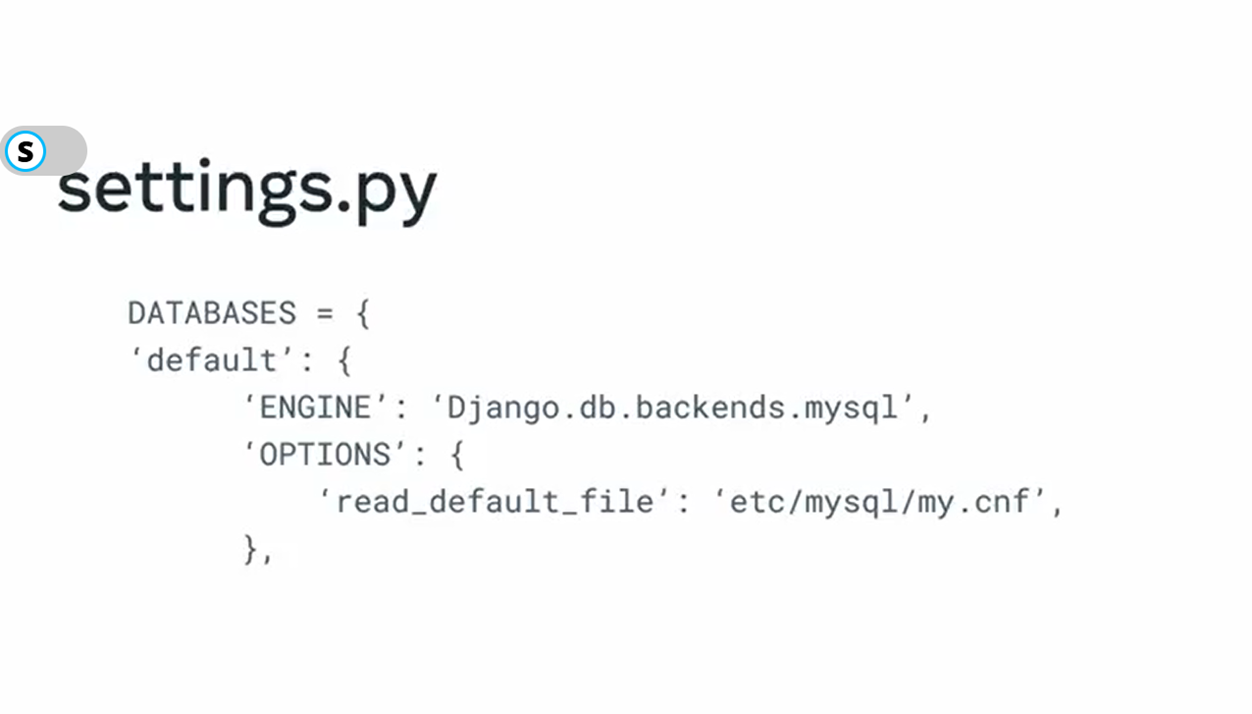 S
settings.py
DATABASES = {
‘default’: {
‘ENGINE’: ‘Django.db.backends.mysql’,
‘OPTIONS’: {
‘read_default_file’: ‘etc/mysql/my.cnf’,
},